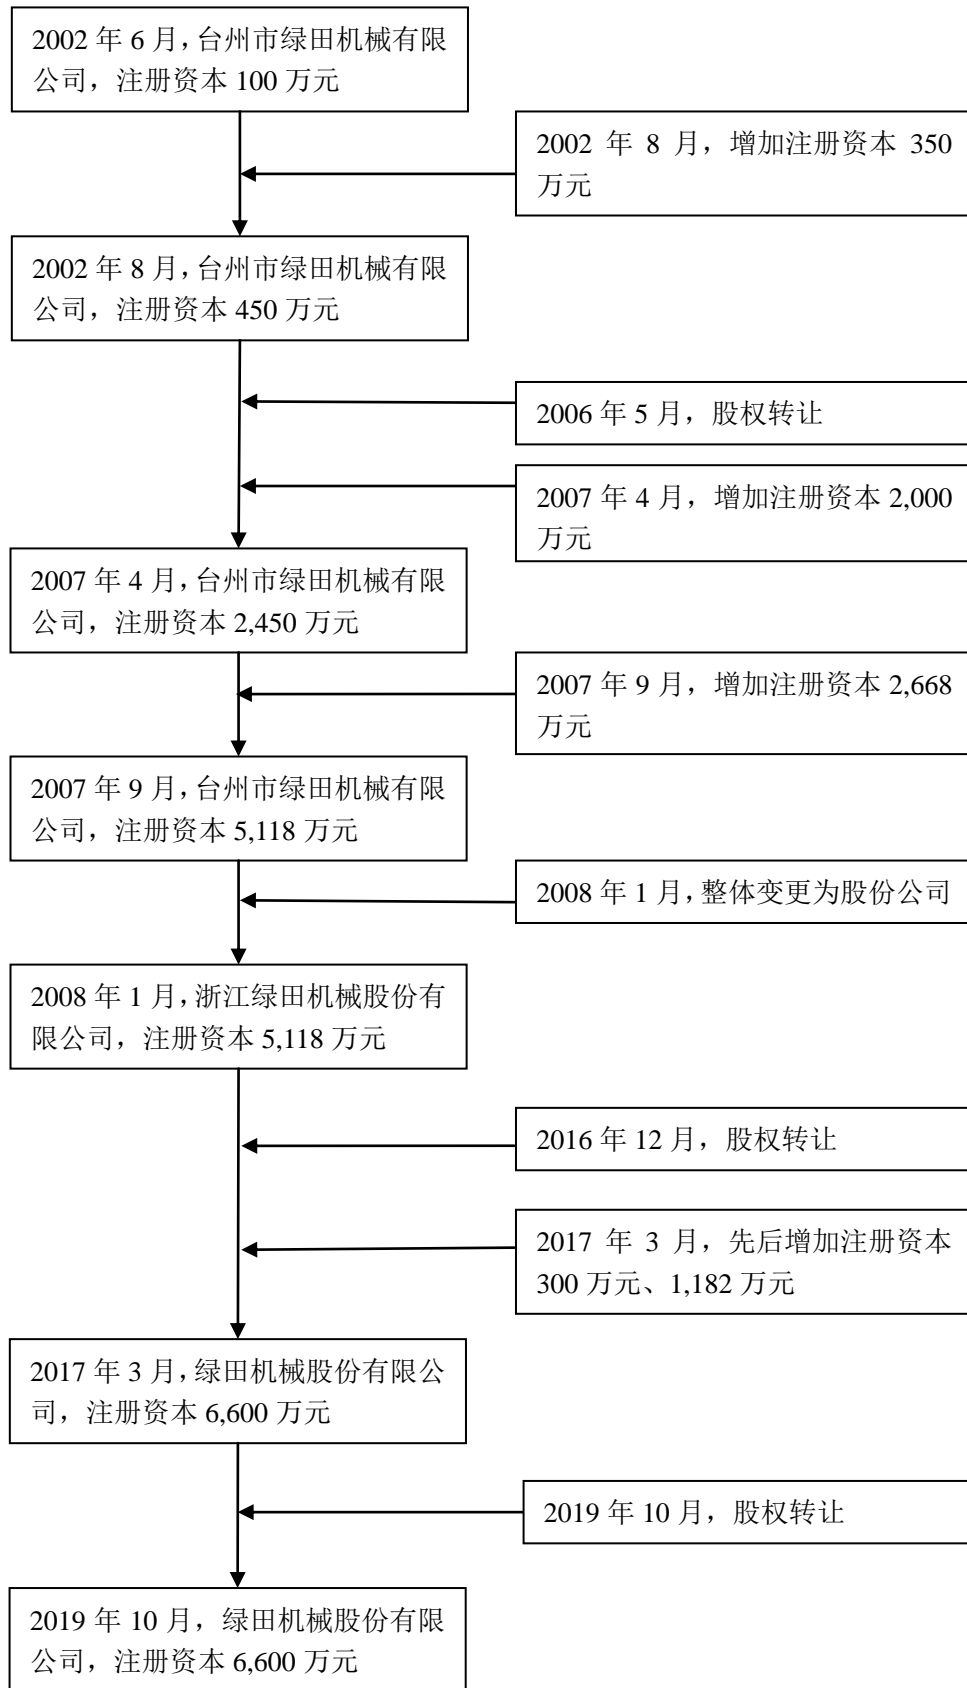 2002 年 6 月，台州市绿田机械有限
公司，注册资本 100 万元
2002 年 8 月，增加注册资本 350
万元
2002 年 8 月，台州市绿田机械有限
公司，注册资本 450 万元
2006 年 5 月，股权转让
2007 年 4 月，增加注册资本 2,000
万元
2007 年 4 月，台州市绿田机械有限
公司，注册资本 2,450 万元
2007 年 9 月，增加注册资本 2,668
万元
2007 年 9 月，台州市绿田机械有限
公司，注册资本 5,118 万元
2008 年 1 月，整体变更为股份公司
2008 年 1 月，浙江绿田机械股份有
限公司，注册资本 5,118 万元
2016 年 12 月，股权转让
2017 年 3 月，先后增加注册资本
300 万元、1,182 万元
2017 年 3 月，绿田机械股份有限公
司，注册资本 6,600 万元
2019 年 10 月，股权转让
2019 年 10 月，绿田机械股份有限
公司，注册资本 6,600 万元